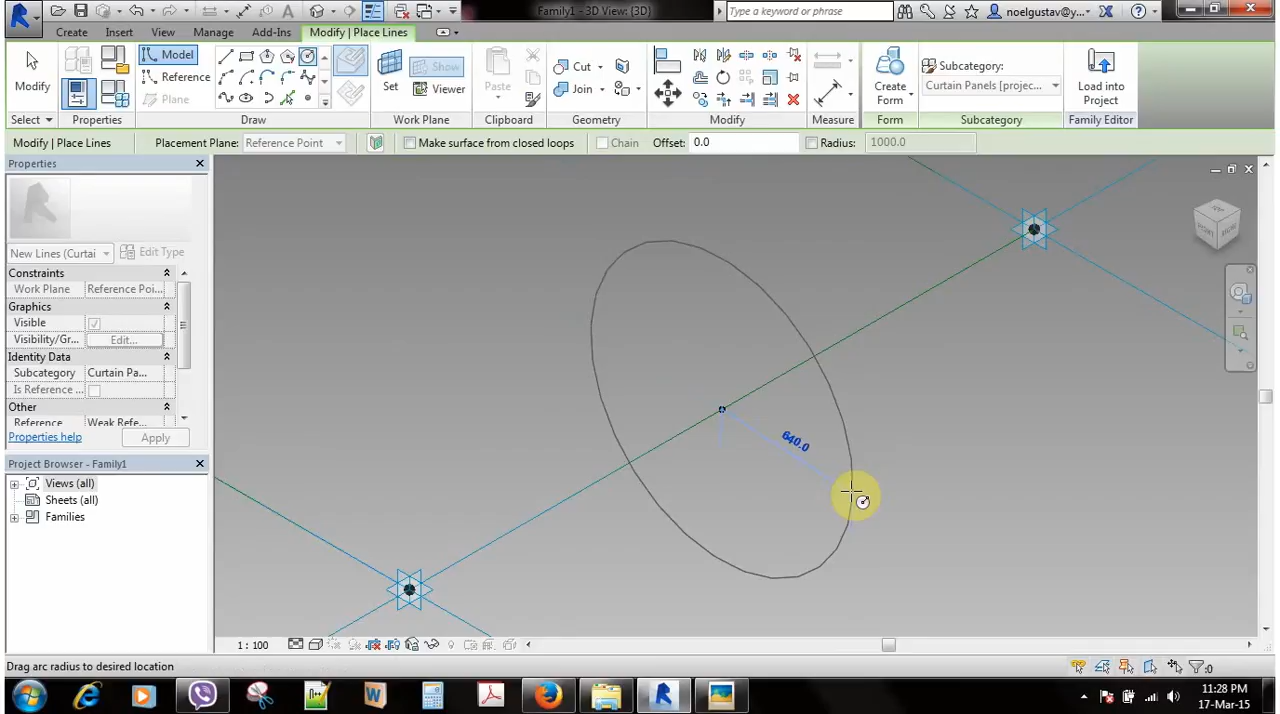 Family1 - 3D View: {3D}
Type a keyword or phrase
noelgustav@y...
Create
Insert
View
Manage
Add-Ins
Modify | Place Lines
Modify
Select
Properties
Model
Reference
Plane
Draw
Set
Show
Viewer
Work Plane
Paste
Clipboard
Cut
Join
Geometry
Modify
Measure
Create
Form
Form
Subcategory:
Curtain Panels [projec...
Subcategory
Load into
Project
Family Editor
Modify | Place Lines
Placement Plane:
Reference Point
Make surface from closed loops
Chain
Offset:
0.0
Radius:
1000.0
Properties
New Lines (Curtai
Edit Type
Constraints
Work Plane
Reference Poi...
Graphics
Visible
Visibility/Gr...
Edit...
Identity Data
Subcategory
Curtain Pa...
Is Reference ...
Other
Reference
Weak Refe...
Properties help
Apply
Project Browser - Family1
Views (all)
Sheets (all)
Families
640.0
1 : 100
Drag arc radius to desired location
:0
11:28 PM
17-Mar-15